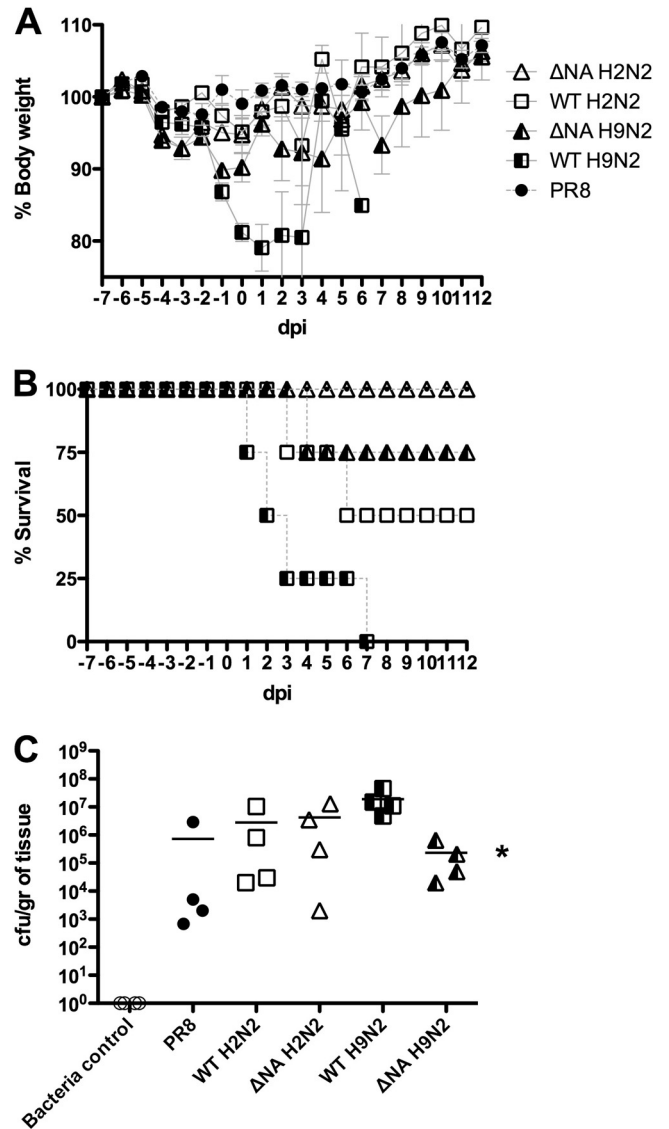 A
% Body weight
110
100
90
80
-7 -6 -5 -4 -3 -2 -1 0 1 2 3 4 5 6 7 8 9 10 11 12
dpi
ΔNA H2N2
WT H2N2
ΔNA H9N2
WT H9N2
PR8
B
% Survival
100
75
50
25
0
-7 -6 -5 -4 -3 -2 -1 0 1 2 3 4 5 6 7 8 9 10 11 12
dpi
C
cfu/gr of tissue
10⁹
10⁸
10⁷
10⁶
10⁵
10⁴
10³
10²
10¹
10⁰
*
Bacteria control
PR8
WT H2N2
ΔNA H2N2
WT H9N2
ΔNA H9N2